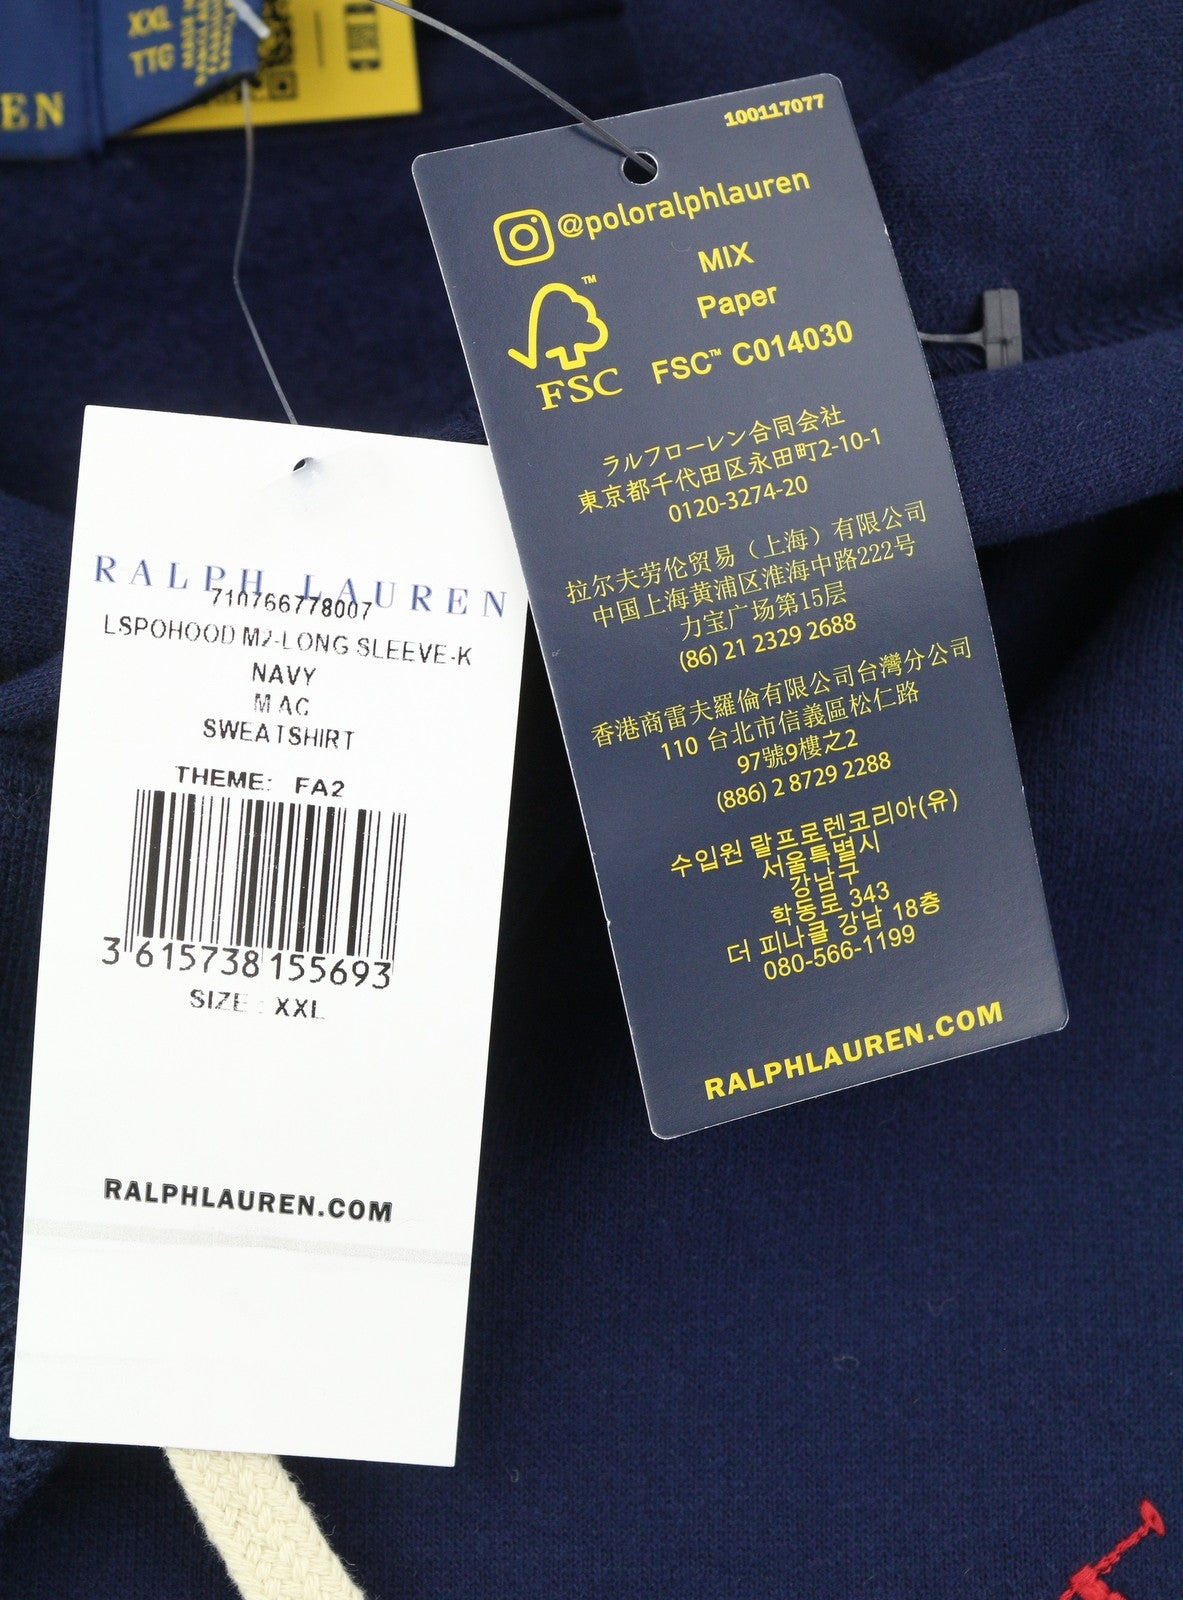 XXL
TTG
EN
100117077
@poloralphlauren
MIX
Paper
FSC™ C014030
™
FSC
ラルフローレン合同会社
東京都千代田区永田町2-10-1
0120-3274-20
拉尔夫劳伦贸易（上海）有限公司
中国上海黄浦区淮海中路222号
力宝广场第15层
(86) 21 2329 2688
香港商雷夫羅倫有限公司台灣分公司
110 台北市信義區松仁路
97號9樓之2
(886) 2 8729 2288
수입원 랄프로렌코리아(유)
서울특별시
강남구
학동로 343
더 피나클 강남 18층
080-566-1199
RALPHLAUREN.COM
RALPH LAUREN
710766778007
LSPOHOOD M7-LONG SLEEVE-K
NAVY
MAC
SWEATSHIRT
THEME: FA2
3 615738 155693
SIZE : XXL
RALPHLAUREN.COM